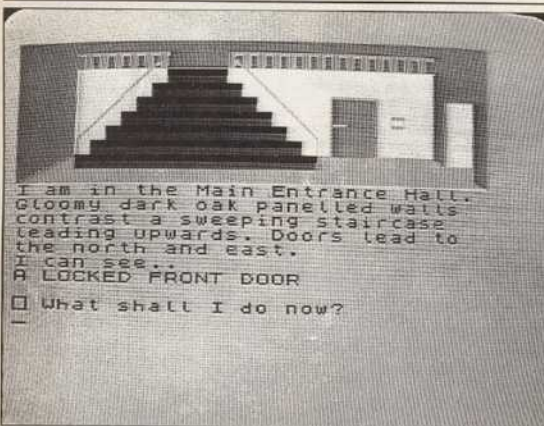 I am in the Main Entrance Hall.
Gloomy dark oak panelled walls
contrast a sweeping staircase
leading upwards. Doors lead to
the north and east.
I can see..
A LOCKED FRONT DOOR
What shall I do now?